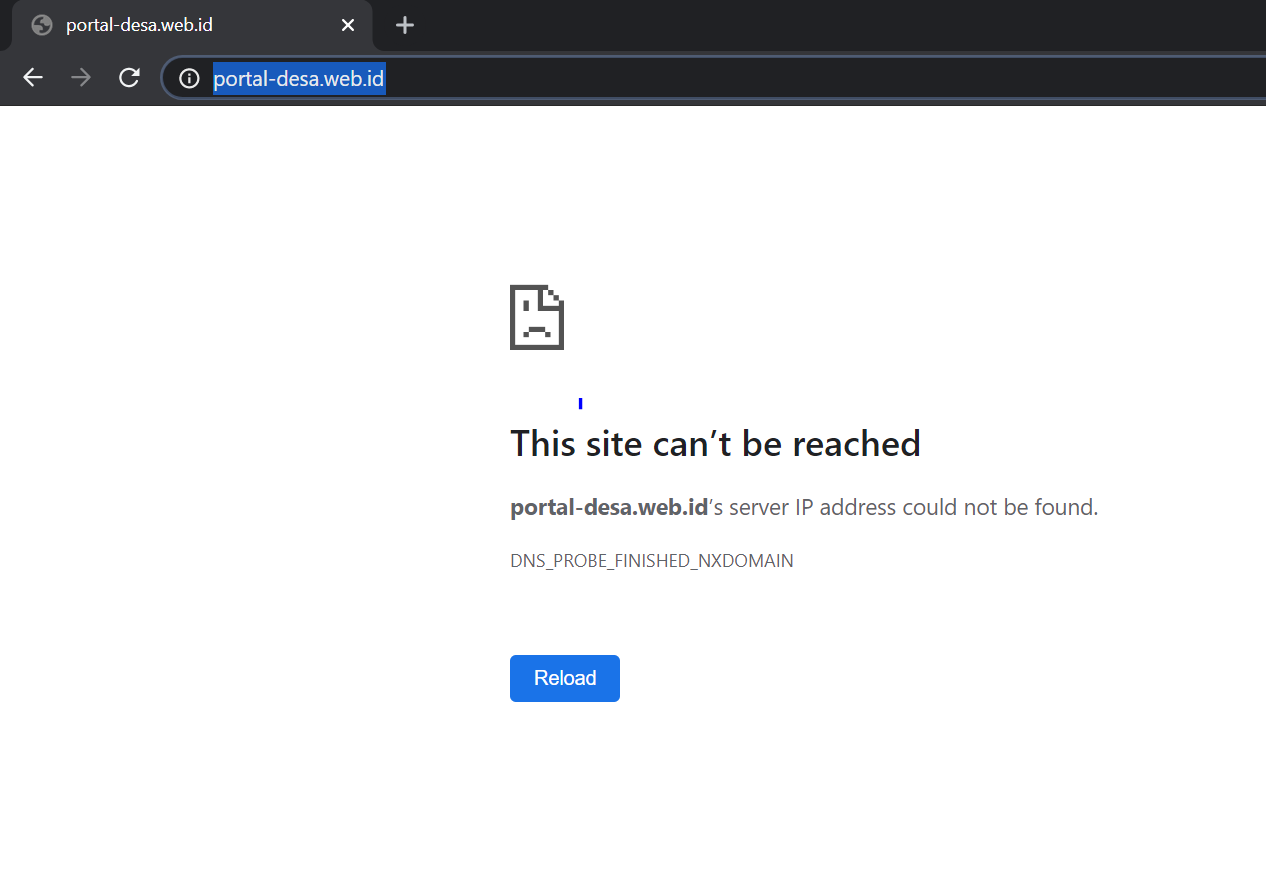 portal-desa.web.id
portal-desa.web.id
This site can’t be reached
portal-desa.web.id’s server IP address could not be found.
DNS_PROBE_FINISHED_NXDOMAIN
Reload